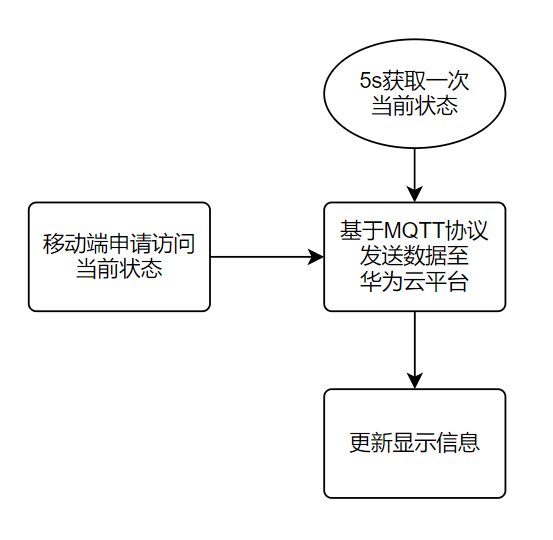 5s获取一次
当前状态
移动端申请访问
当前状态
基于MQTT协议
发送数据至
华为云平台
更新显示信息